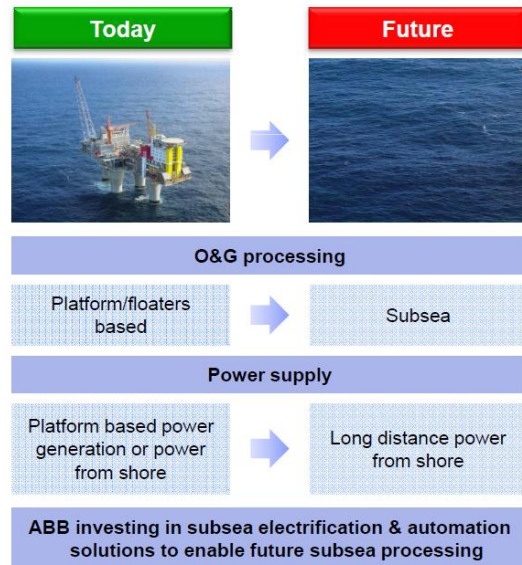 Today
Future
O&G processing
Platform/floaters
based
Subsea
Power supply
Platform based power
generation or power
from shore
Long distance power
from shore
ABB investing in subsea electrification & automation
solutions to enable future subsea processing